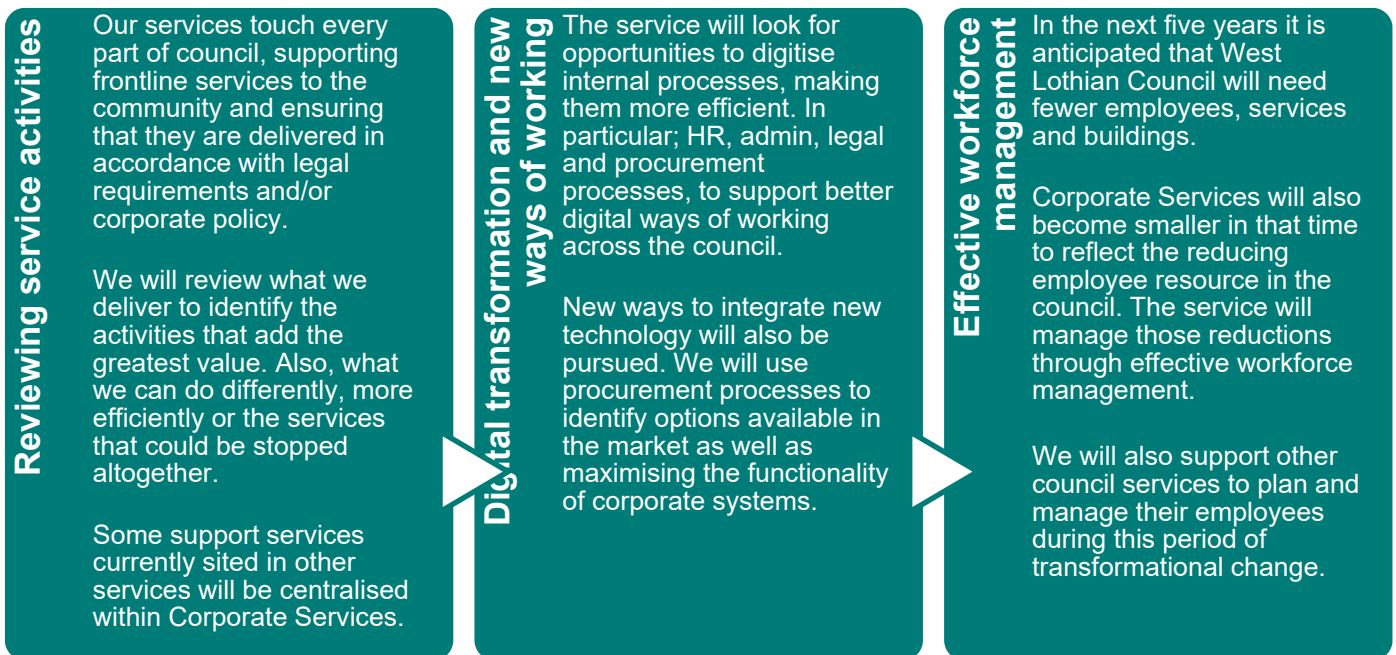 Reviewing service activities
Our services touch every
part of council, supporting
frontline services to the
community and ensuring
that they are delivered in
accordance with legal
requirements and/or
corporate policy.
We will review what we
deliver to identify the
activities that add the
greatest value. Also, what
we can do differently, more
efficiently or the services
that could be stopped
altogether.
Some support services
currently sited in other
services will be centralised
within Corporate Services.
Digital transformation and new
ways of working
The service will look for
opportunities to digitise
internal processes, making
them more efficient. In
particular; HR, admin, legal
and procurement
processes, to support better
digital ways of working
across the council.
New ways to integrate new
technology will also be
pursued. We will use
procurement processes to
identify options available in
the market as well as
maximising the functionality
of corporate systems.
Effective workforce
management
In the next five years it is
anticipated that West
Lothian Council will need
fewer employees, services
and buildings.
Corporate Services will also
become smaller in that time
to reflect the reducing
employee resource in the
council. The service will
manage those reductions
through effective workforce
management.
We will also support other
council services to plan and
manage their employees
during this period of
transformational change.